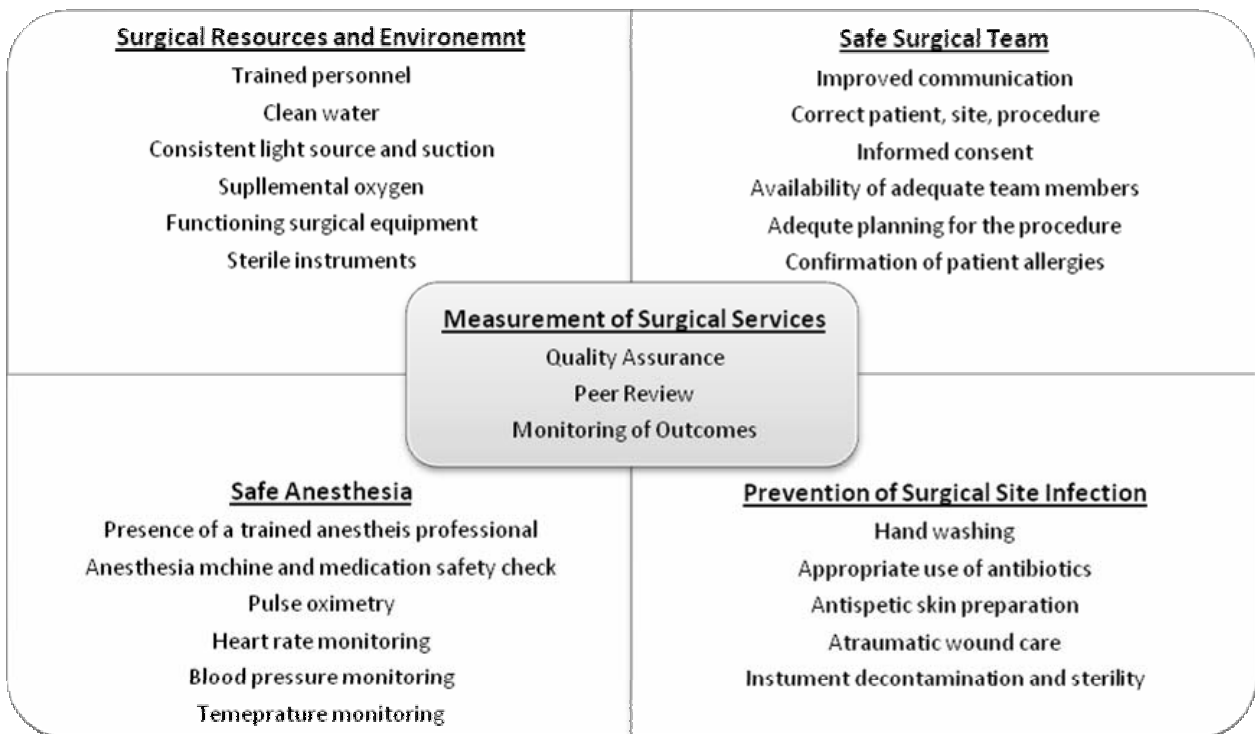 Surgical Resources and Environemnt
Trained personnel
Clean water
Consistent light source and suction
Supllemental oxygen
Functioning surgical equipment
Sterile instruments
Safe Surgical Team
Improved communication
Correct patient, site, procedure
Informed consent
Availability of adequate team members
Adequte planning for the procedure
Confirmation of patient allergies
Measurement of Surgical Services
Quality Assurance
Peer Review
Monitoring of Outcomes
Safe Anesthesia
Presence of a trained anestheis professional
Anesthesia mchine and medication safety check
Pulse oximetry
Heart rate monitoring
Blood pressure monitoring
Temeprature monitoring
Prevention of Surgical Site Infection
Hand washing
Appropriate use of antibiotics
Antispetic skin preparation
Atraumatic wound care
Instument decontamination and sterility